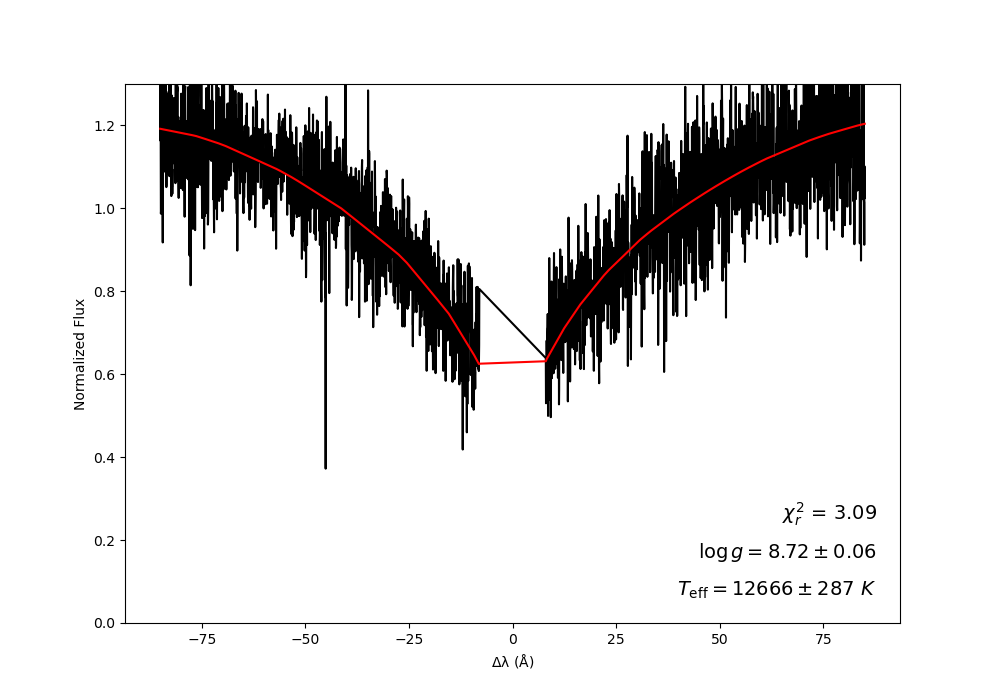 Normalized Flux
1.2
1.0
0.8
0.6
0.4
0.2
0.0
−75
−50
−25
0
25
50
75
Δλ (Å)
χ²ᵣ = 3.09
log g = 8.72 ± 0.06
T_eff = 12666 ± 287 K